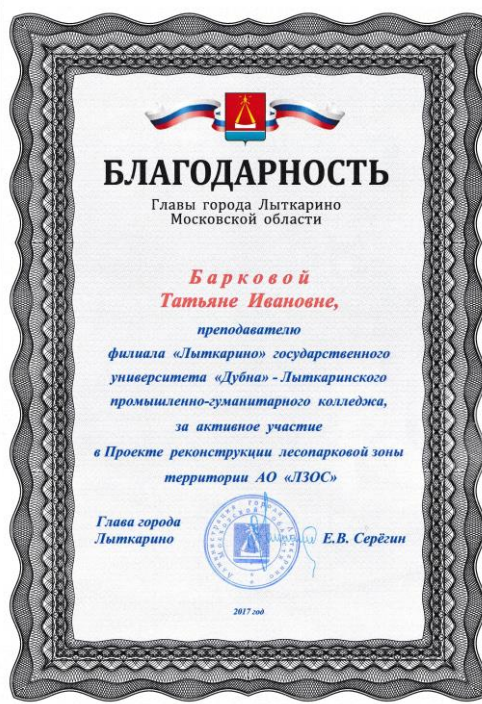 БЛАГОДАРНОСТЬ
Главы города Лыткарино
Московской области
Барковой
Татьяне Ивановне,
преподавателю
филиала «Лыткарино» государственного
университета «Дубна» - Лыткаринского
промышленно-гуманитарного колледжа,
за активное участие
в Проекте реконструкции лесопарковой зоны
территории АО «ЛЗОС»
Глава города
Лыткарино
Е.В. Серёгин
2017 год